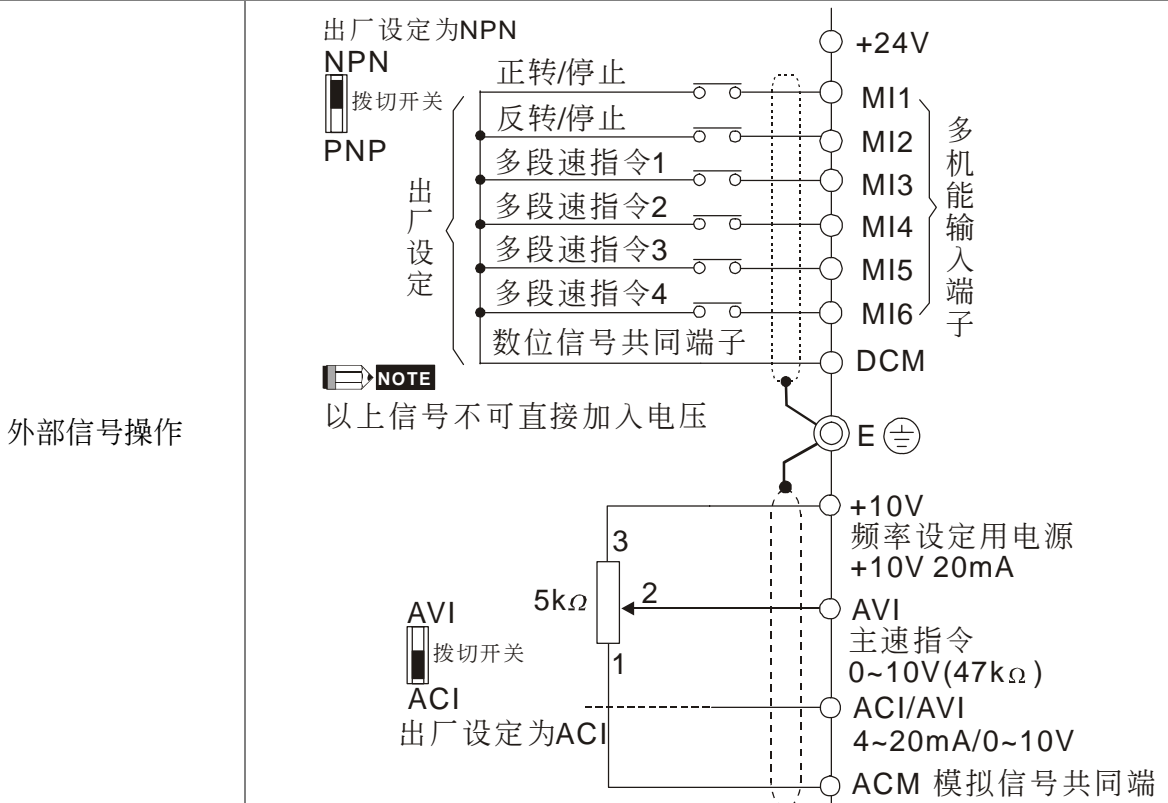 出厂设定为NPN
NPN
拨切开关
PNP
出厂设定
正转/停止
反转/停止
多段速指令1
多段速指令2
多段速指令3
多段速指令4
数位信号共同端子
+24V
MI1
MI2
MI3
MI4
MI5
MI6
DCM
多机能输入端子
NOTE
以上信号不可直接加入电压
外部信号操作
E
+10V
频率设定用电源
+10V 20mA
3
5kΩ
2
1
AVI
主速指令
0~10V(47kΩ)
AVI
拨切开关
ACI
出厂设定为ACI
ACI/AVI
4~20mA/0~10V
ACM 模拟信号共同端